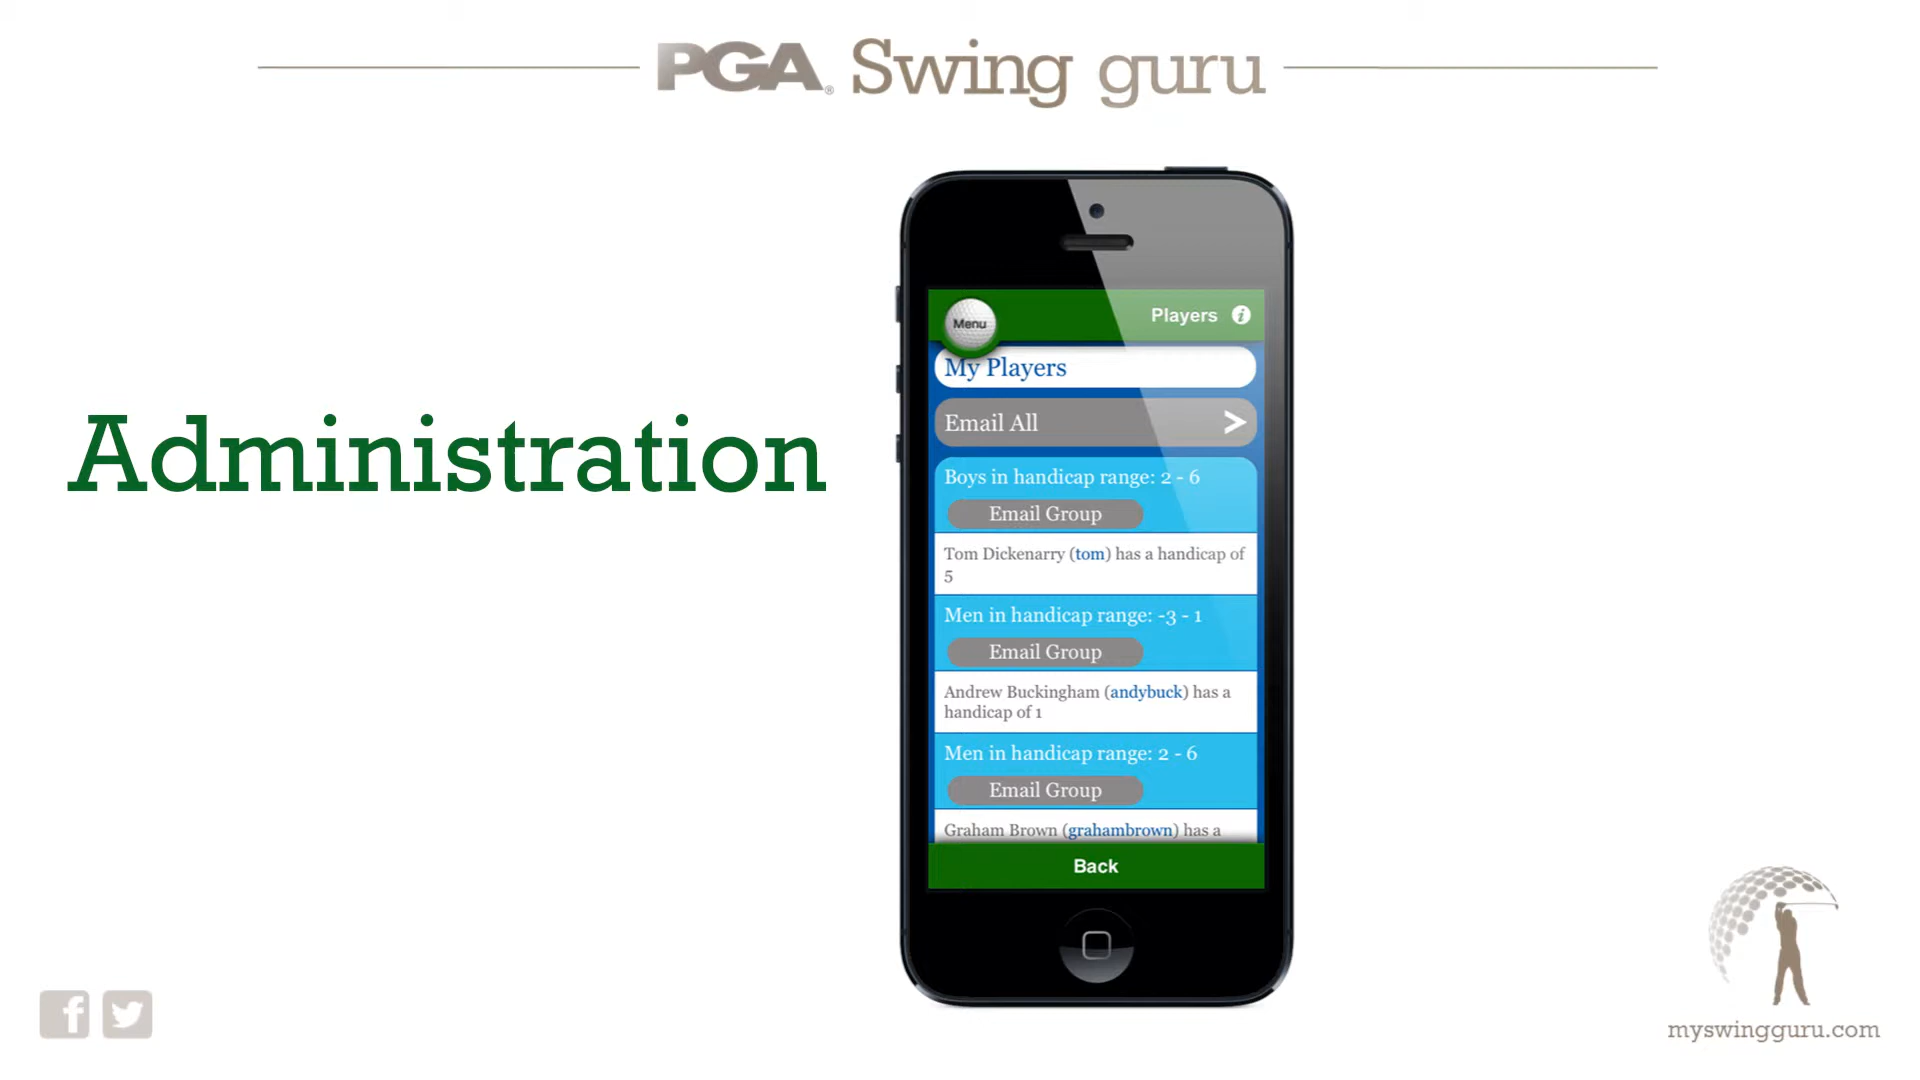 PGA® Swing guru
Administration
Menu
Players i
My Players
Email All >
Boys in handicap range: 2 - 6
Email Group
Tom Dickenarry (tom) has a handicap of
5
Men in handicap range: -3 - 1
Email Group
Andrew Buckingham (andybuck) has a
handicap of 1
Men in handicap range: 2 - 6
Email Group
Graham Brown (grahambrown) has a
Back
myswingguru.com